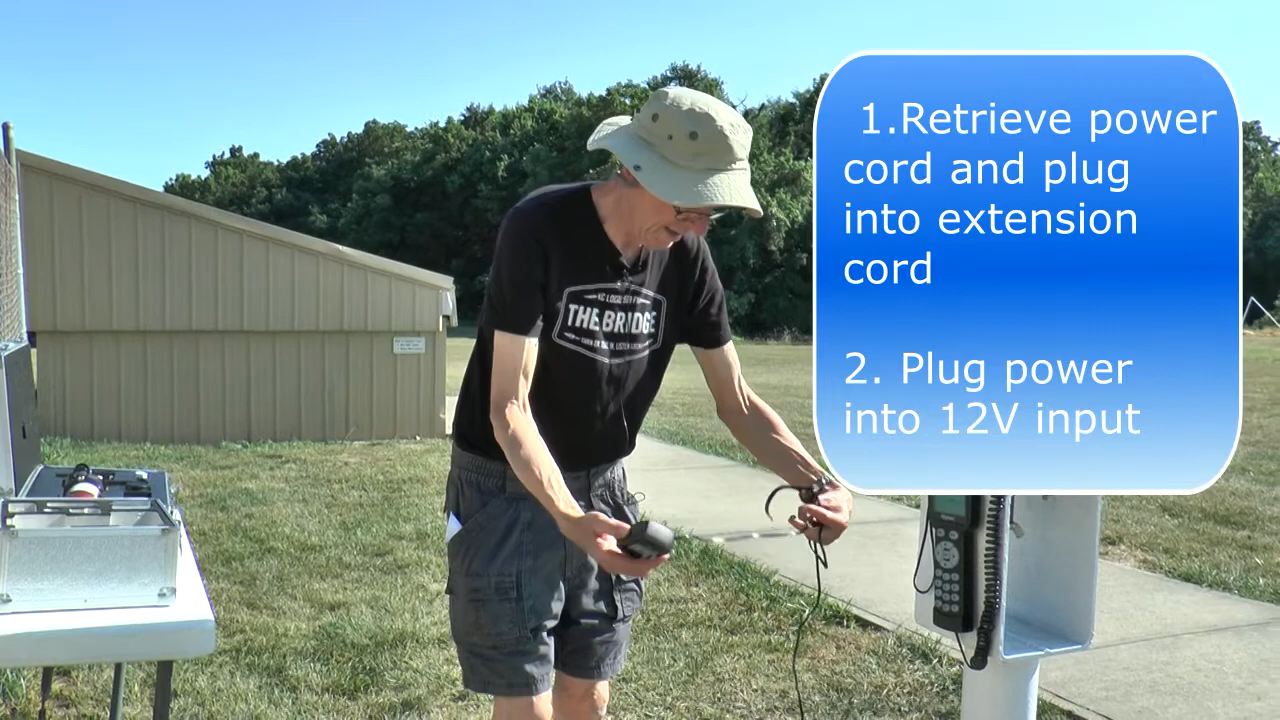 1.Retrieve power
cord and plug
into extension
cord
2. Plug power
into 12V input
THE BRIDGE